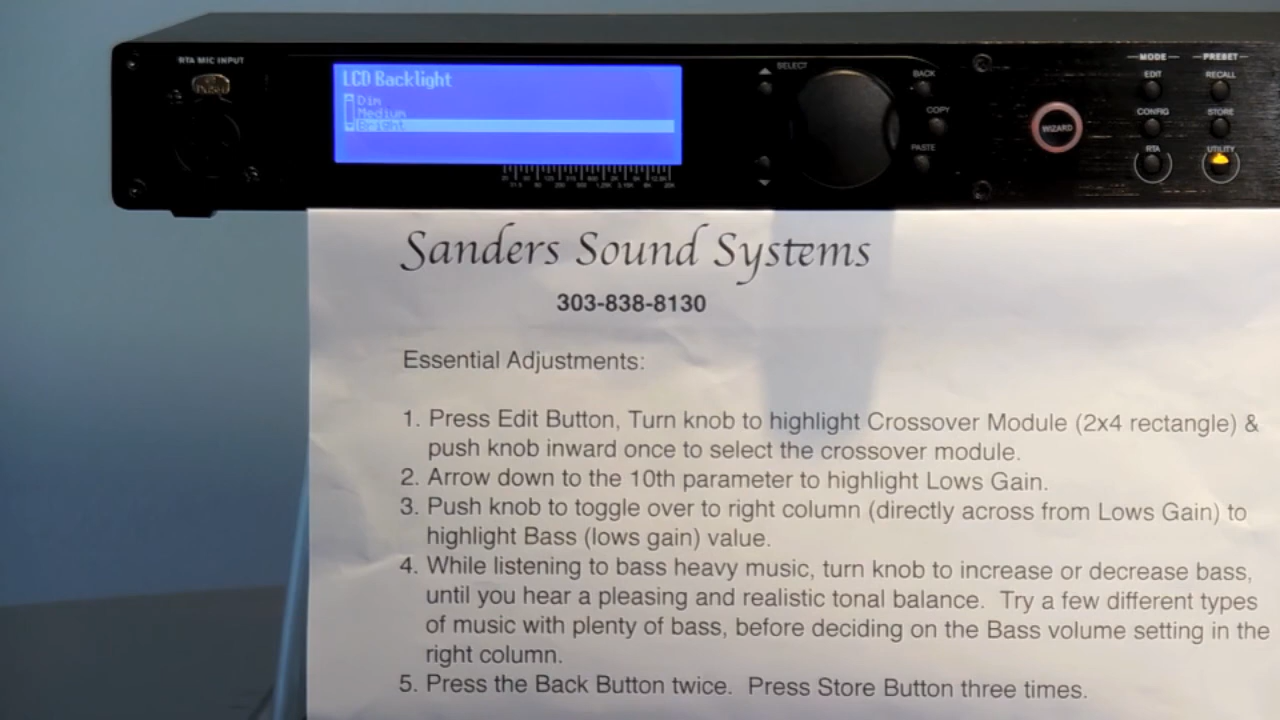 RTA MIC INPUT
PUSH
LCD Backlight
Dim
Medium
Bright
SELECT
BACK
COPY
PASTE
WIZARD
MODE
PRESET
EDIT
RECALL
CONFIG
STORE
RTA
UTILITY
Sanders Sound Systems
303-838-8130
Essential Adjustments:
1. Press Edit Button, Turn knob to highlight Crossover Module (2x4 rectangle) &
push knob inward once to select the crossover module.
2. Arrow down to the 10th parameter to highlight Lows Gain.
3. Push knob to toggle over to right column (directly across from Lows Gain) to
highlight Bass (lows gain) value.
4. While listening to bass heavy music, turn knob to increase or decrease bass,
until you hear a pleasing and realistic tonal balance.  Try a few different types
of music with plenty of bass, before deciding on the Bass volume setting in the
right column.
5. Press the Back Button twice.  Press Store Button three times.